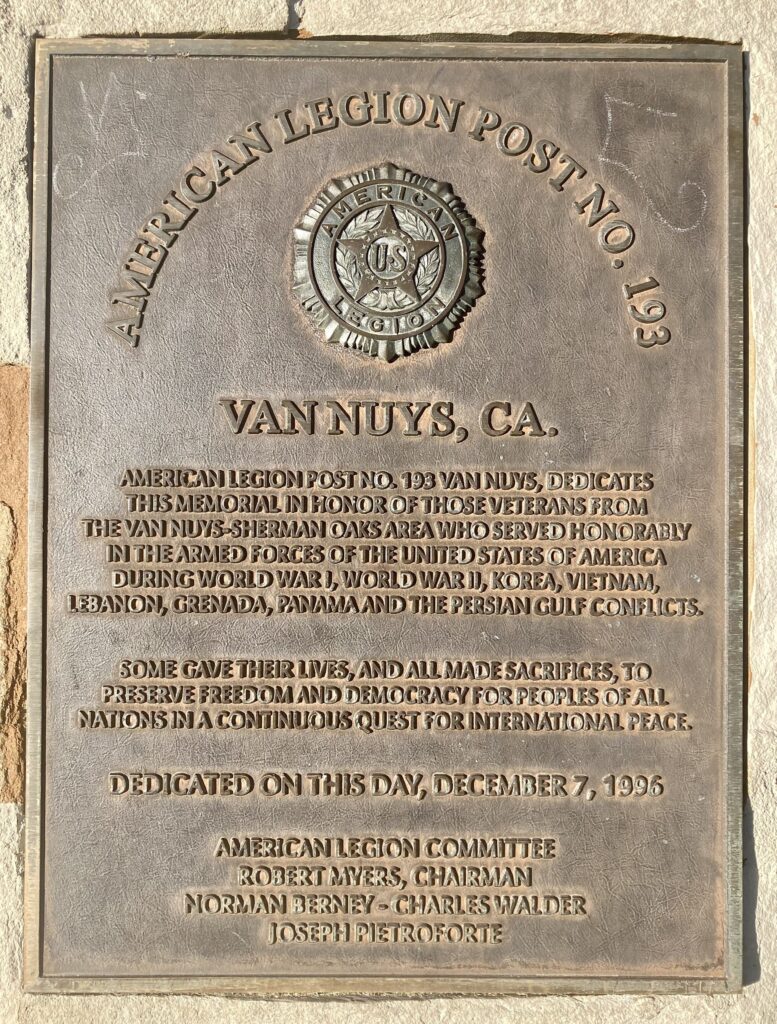 AMERICAN LEGION POST NO. 193
AMERICAN
U.S
LEGION
VAN NUYS, CA.
AMERICAN LEGION POST NO. 193 VAN NUYS, DEDICATES
THIS MEMORIAL IN HONOR OF THOSE VETERANS FROM
THE VAN NUYS-SHERMAN OAKS AREA WHO SERVED HONORABLY
IN THE ARMED FORCES OF THE UNITED STATES OF AMERICA
DURING WORLD WAR I, WORLD WAR II, KOREA, VIETNAM,
LEBANON, GRENADA, PANAMA AND THE PERSIAN GULF CONFLICTS.
SOME GAVE THEIR LIVES, AND ALL MADE SACRIFICES, TO
PRESERVE FREEDOM AND DEMOCRACY FOR PEOPLES OF ALL
NATIONS IN A CONTINUOUS QUEST FOR INTERNATIONAL PEACE.
DEDICATED ON THIS DAY, DECEMBER 7, 1996
AMERICAN LEGION COMMITTEE
ROBERT MYERS, CHAIRMAN
NORMAN BERNEY - CHARLES WALDER
JOSEPH PIETROFORTE